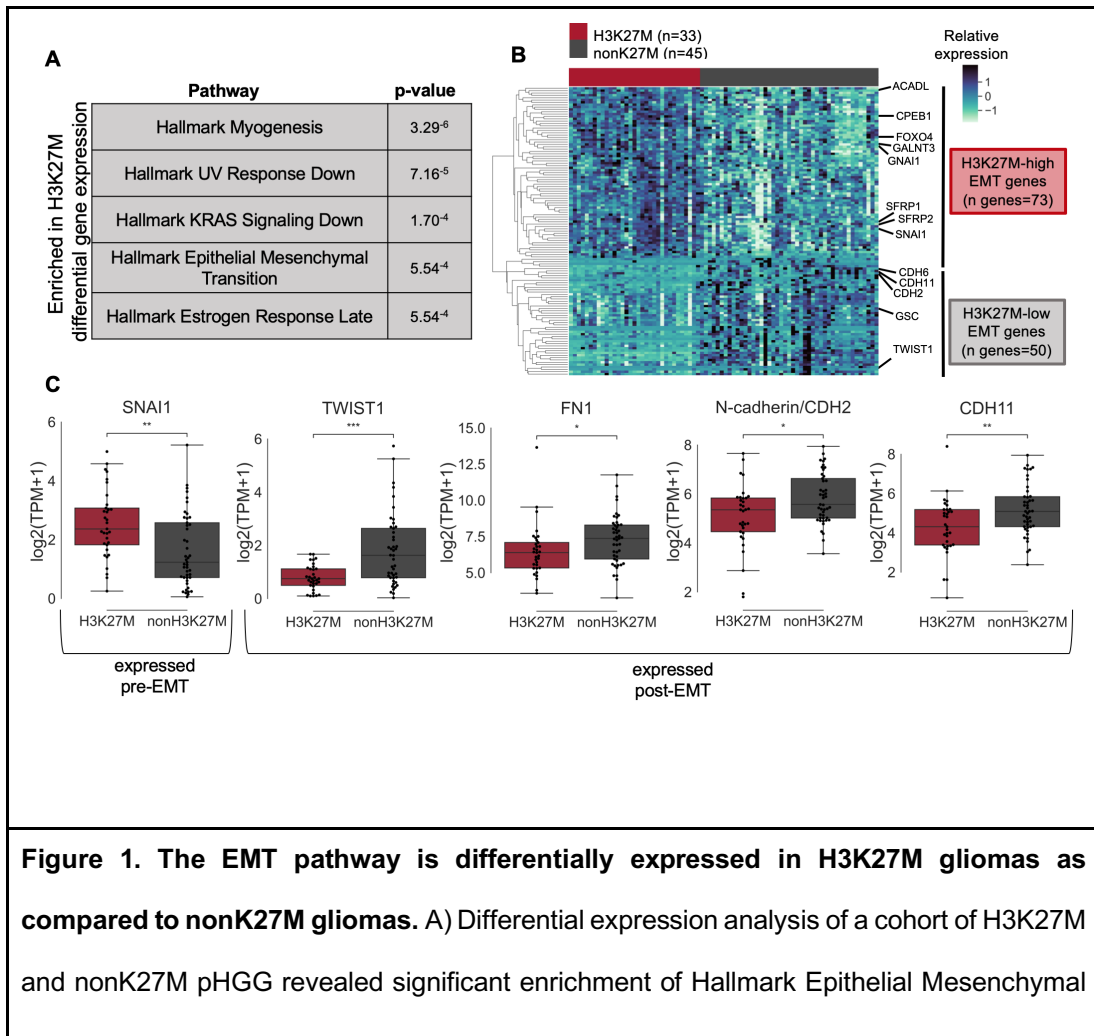 A
Enriched in H3K27M
differential gene expression
Pathway p-value
Hallmark Myogenesis 3.29-6
Hallmark UV Response Down 7.16-5
Hallmark KRAS Signaling Down 1.70-4
Hallmark Epithelial Mesenchymal
Transition 5.54-4
Hallmark Estrogen Response Late 5.54-4
B
H3K27M (n=33)
nonK27M (n=45)
Relative
expression
1
0
−1
ACADL
CPEB1
FOXO4
GALNT3
GNAI1
SFRP1
SFRP2
SNAI1
CDH6
CDH11
CDH2
GSC
TWIST1
H3K27M-high
EMT genes
(n genes=73)
H3K27M-low
EMT genes
(n genes=50)
C
SNAI1
**
log2(TPM+1)
6
4
2
0
H3K27M nonH3K27M
TWIST1
***
log2(TPM+1)
6
4
2
0
H3K27M nonH3K27M
FN1
*
log2(TPM+1)
15.0
12.5
10.0
7.5
5.0
H3K27M nonH3K27M
N-cadherin/CDH2
*
log2(TPM+1)
8
6
4
2
H3K27M nonH3K27M
CDH11
**
log2(TPM+1)
8
6
4
2
H3K27M nonH3K27M
expressed
pre-EMT
expressed
post-EMT
Figure 1. The EMT pathway is differentially expressed in H3K27M gliomas as
compared to nonK27M gliomas. A) Differential expression analysis of a cohort of H3K27M
and nonK27M pHGG revealed significant enrichment of Hallmark Epithelial Mesenchymal